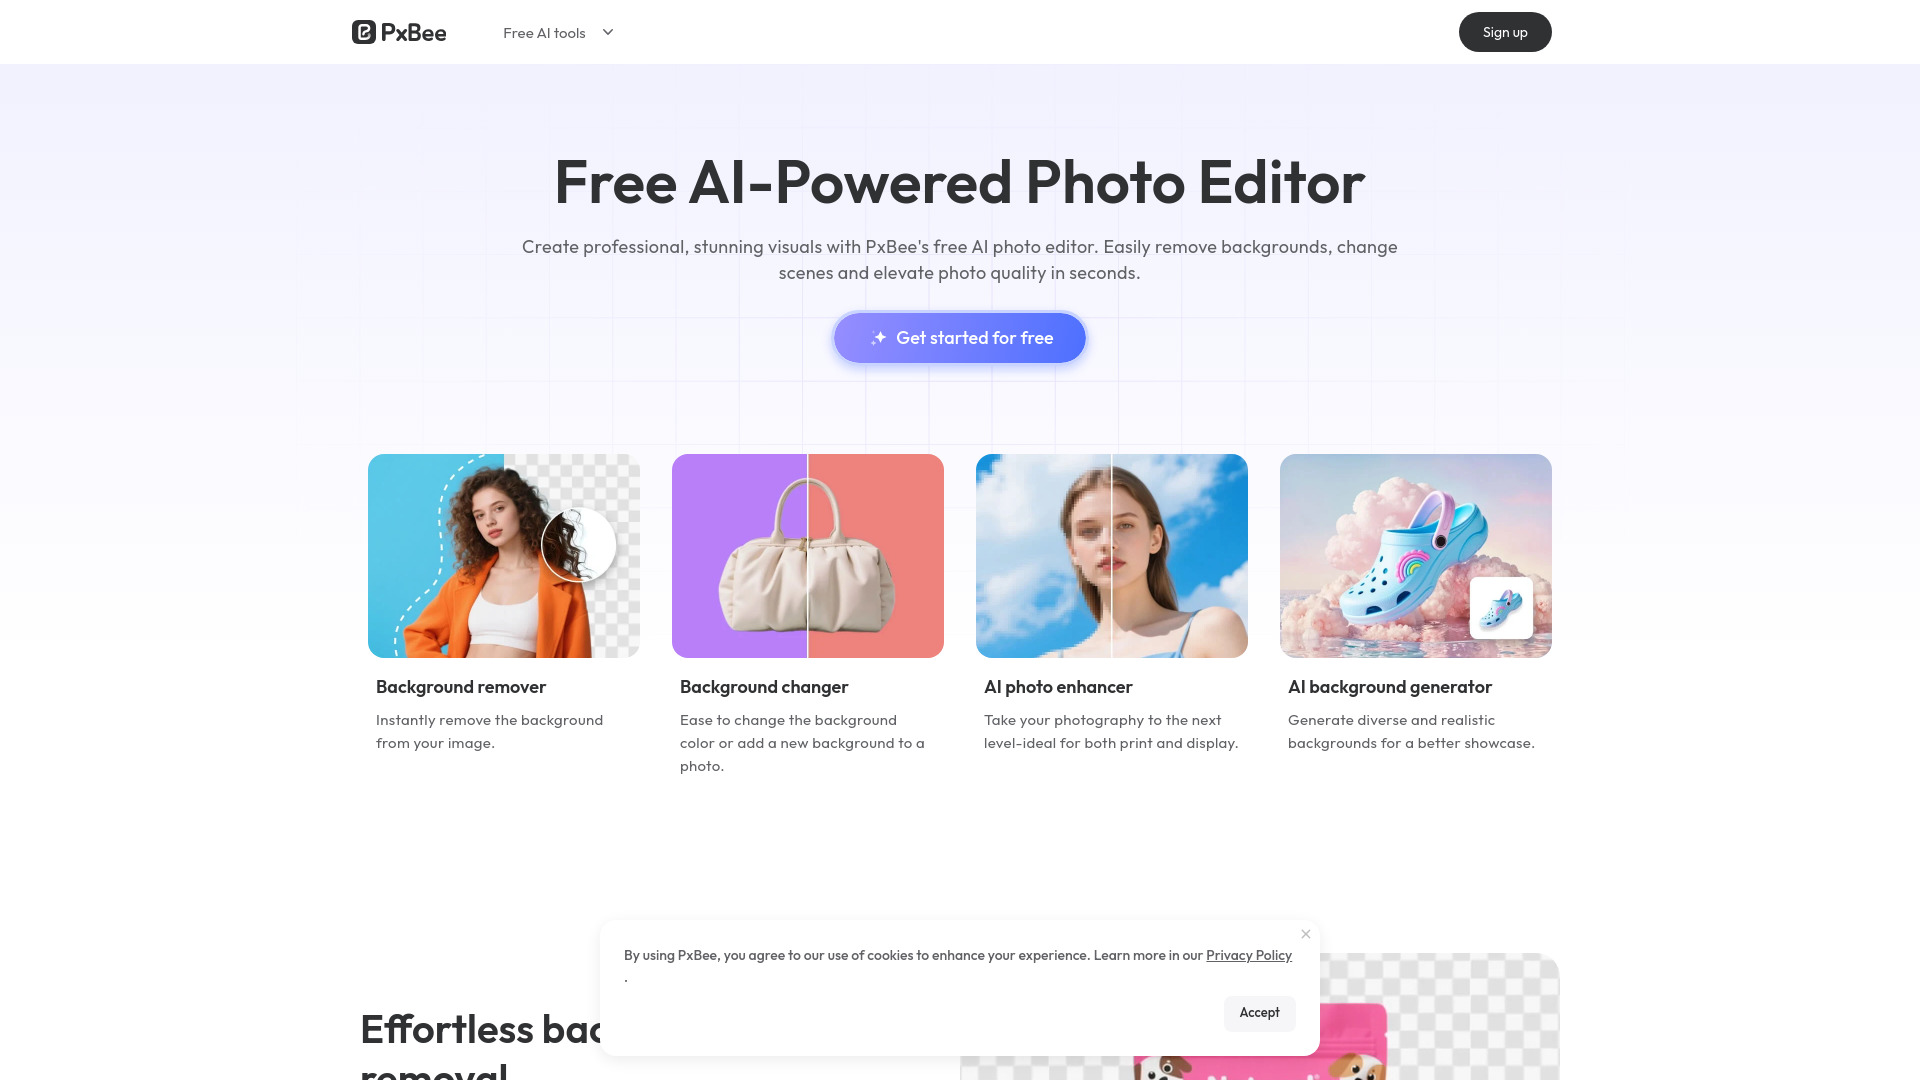 PxBee
Free AI tools
Sign up
Free AI-Powered Photo Editor
Create professional, stunning visuals with PxBee's free AI photo editor. Easily remove backgrounds, change
scenes and elevate photo quality in seconds.
Get started for free
Background remover
Instantly remove the background
from your image.
Background changer
Ease to change the background
color or add a new background to a
photo.
AI photo enhancer
Take your photography to the next
level-ideal for both print and display.
AI background generator
Generate diverse and realistic
backgrounds for a better showcase.
By using PxBee, you agree to our use of cookies to enhance your experience. Learn more in our Privacy Policy
.
Accept
Effortless bac
removal